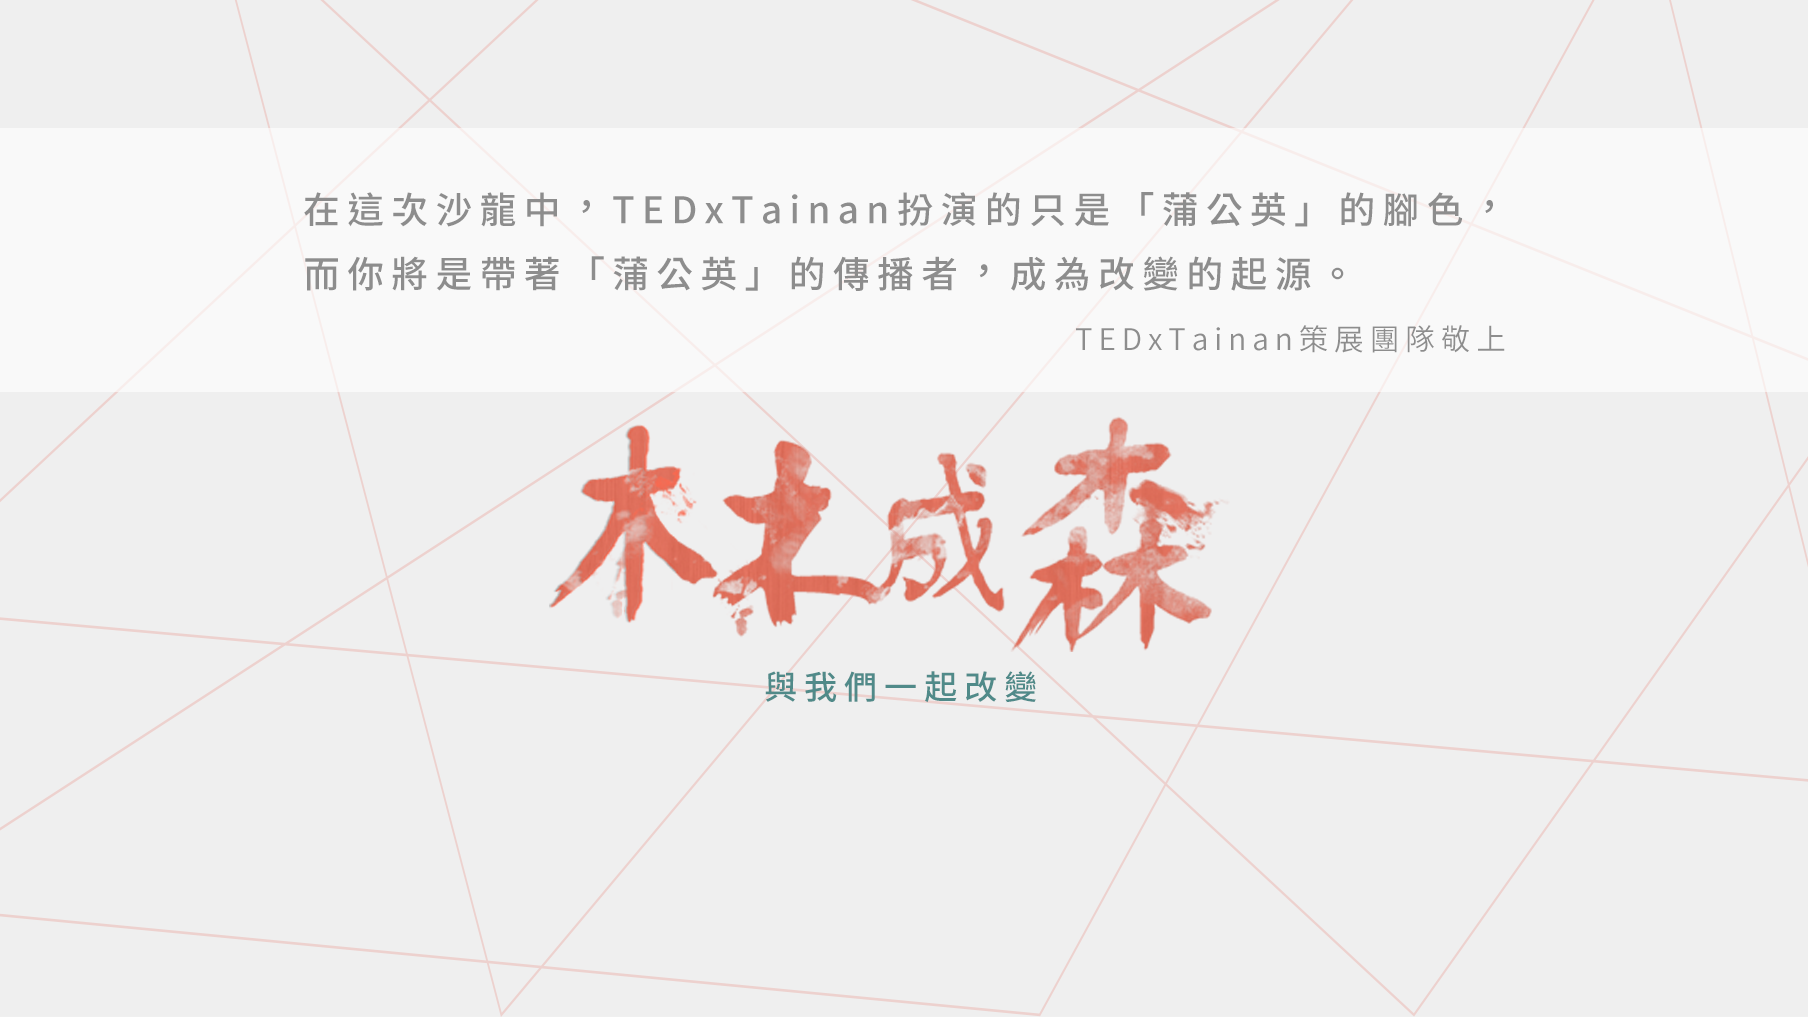 在這次沙龍中，TEDxTainan扮演的只是「蒲公英」的腳色，
而你將是帶著「蒲公英」的傳播者，成為改變的起源。
TEDxTainan策展團隊敬上
木木成森
與我們一起改變